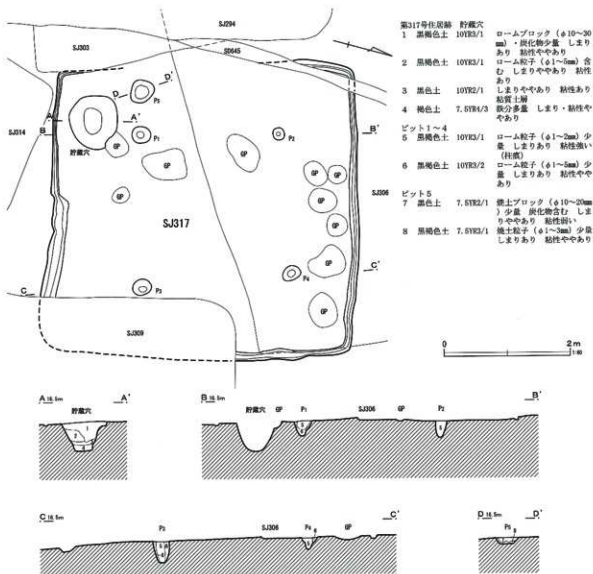 第317号住居跡 貯蔵穴
1 黒褐色土 10YR3/1 ロームブロック(φ10～30
㎜)・炭化物少量 しまり
あり 粘性ややあり
2 黒褐色土 10YR3/1 ローム粒子(φ1～5㎜)含
む しまりややあり 粘性
あり
3 黒色土 10YR2/1 しまりややあり 粘性あり
粘質土層
4 褐色土 7.5YR4/3 鉄分多量 しまり・粘性や
やあり
ピット1～4
5 黒褐色土 10YR3/1 ローム粒子(φ1～2㎜)少
量 しまりあり 粘性強い
(柱痕)
6 黒褐色土 10YR3/2 ローム粒子(φ1～5㎜)少
量 しまりあり 粘性やや
あり
ピット5
7 黒色土 7.5YR2/1 焼土ブロック(φ10～20㎜
)少量 炭化物含む しま
りややあり 粘性弱い
8 黒褐色土 7.5YR3/1 焼土粒子(φ1～3㎜)少量
しまりあり 粘性ややあり
SJ294
SJ303
SD645
D D'
P5
A A'
B B'
SJ314
貯蔵穴
P1
P2
GP
GP
GP
GP
GP
GP
SJ306
GP
GP
SJ317
GP
C'
P4
P3
GP
C
SJ309
0 2m
1:60
A 16.5m A'
貯蔵穴
1
2
B 16.5m B'
貯蔵穴 GP P1 SJ306 GP P2
C 16.5m C'
P3 SJ306 P4 GP
D 16.5m D'
P5